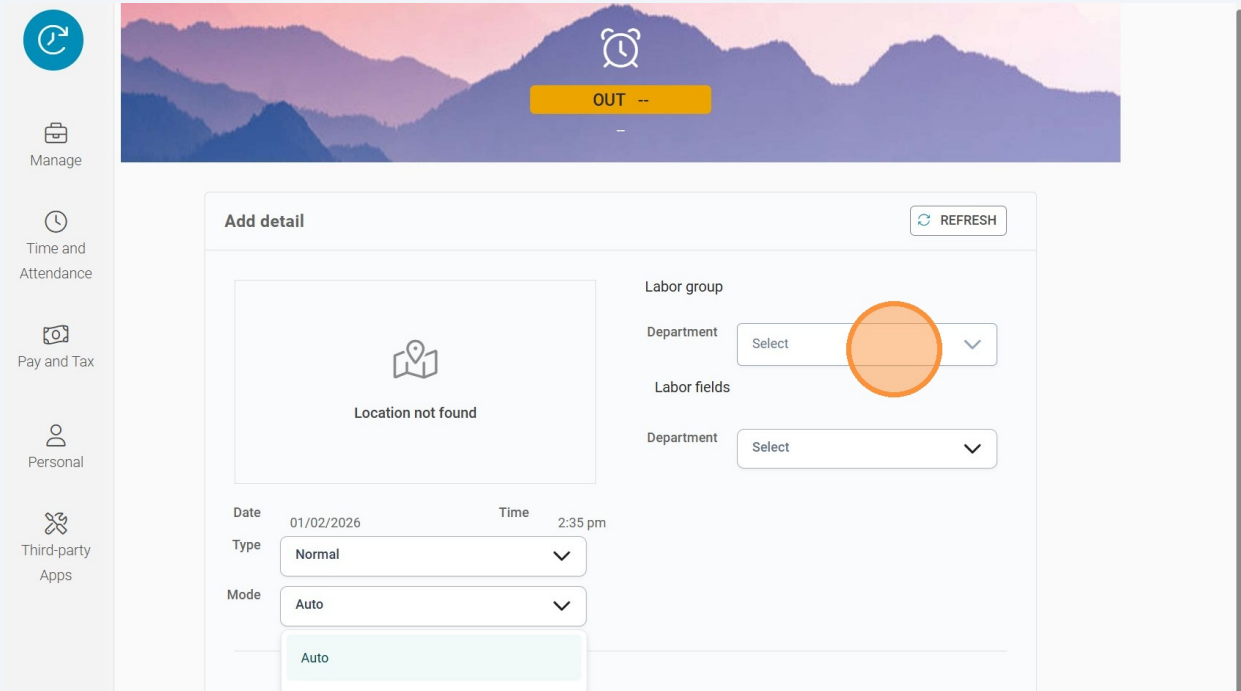 OUT --
–
Manage
Time and
Attendance
Pay and Tax
Personal
Third-party
Apps
Add detail
REFRESH
Location not found
Labor group
Department
Select
Labor fields
Department
Select
Date
01/02/2026
Time
2:35 pm
Type
Normal
Mode
Auto
Auto